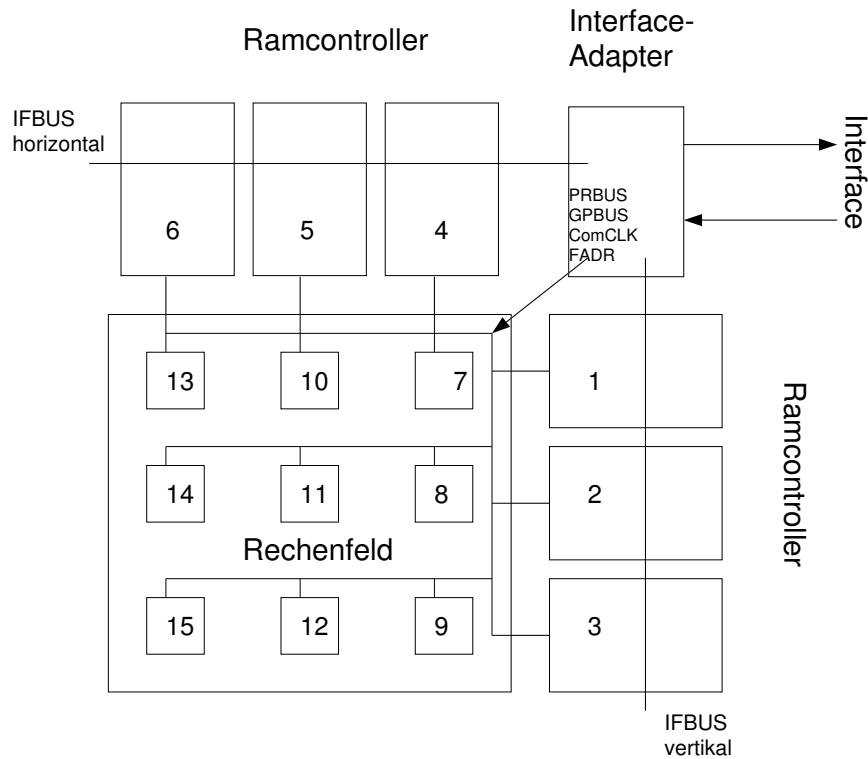 Ramcontroller
Interface-
Adapter
IFBUS
horizontal
Interface
PRBUS
GPBUS
ComCLK
FADR
6
5
4
13
10
7
1
Ramcontroller
14
11
8
2
Rechenfeld
15
12
9
3
IFBUS
vertikal